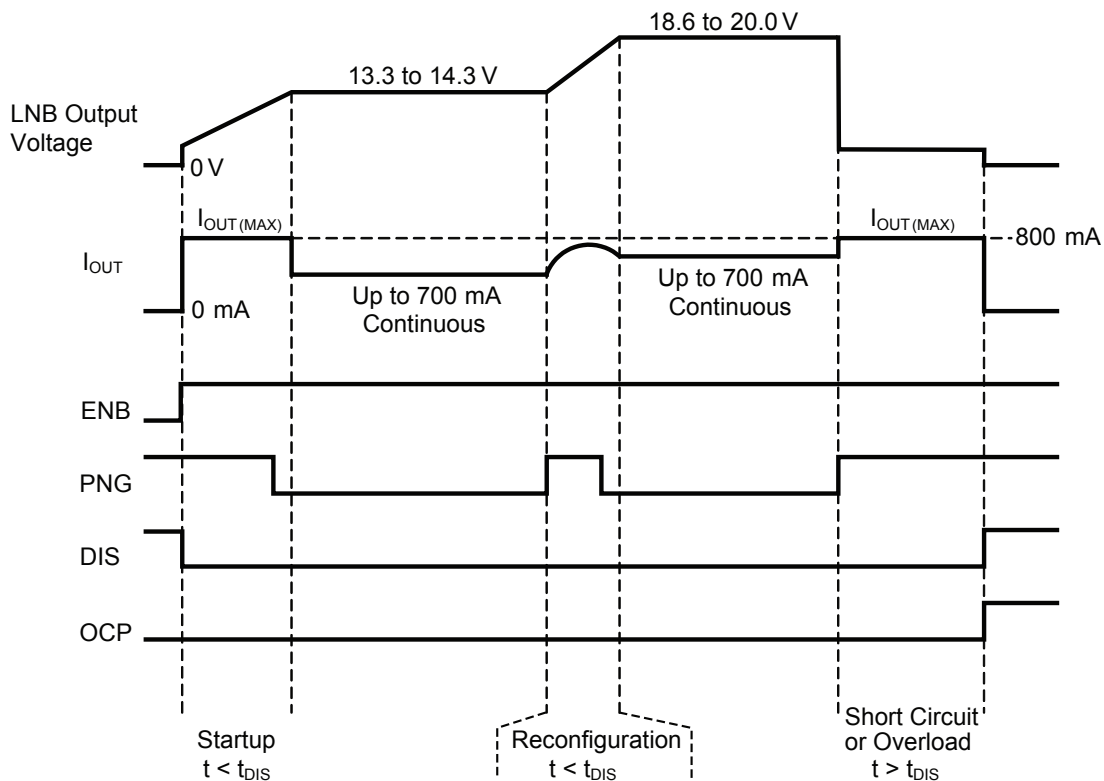 18.6 to 20.0 V
13.3 to 14.3 V
LNB Output
Voltage
0 V
IOUT(MAX)
IOUT(MAX)
800 mA
IOUT
Up to 700 mA
Continuous
Up to 700 mA
Continuous
0 mA
ENB
PNG
DIS
OCP
Startup
t < tDIS
Reconfiguration
t < tDIS
Short Circuit
or Overload
t > tDIS